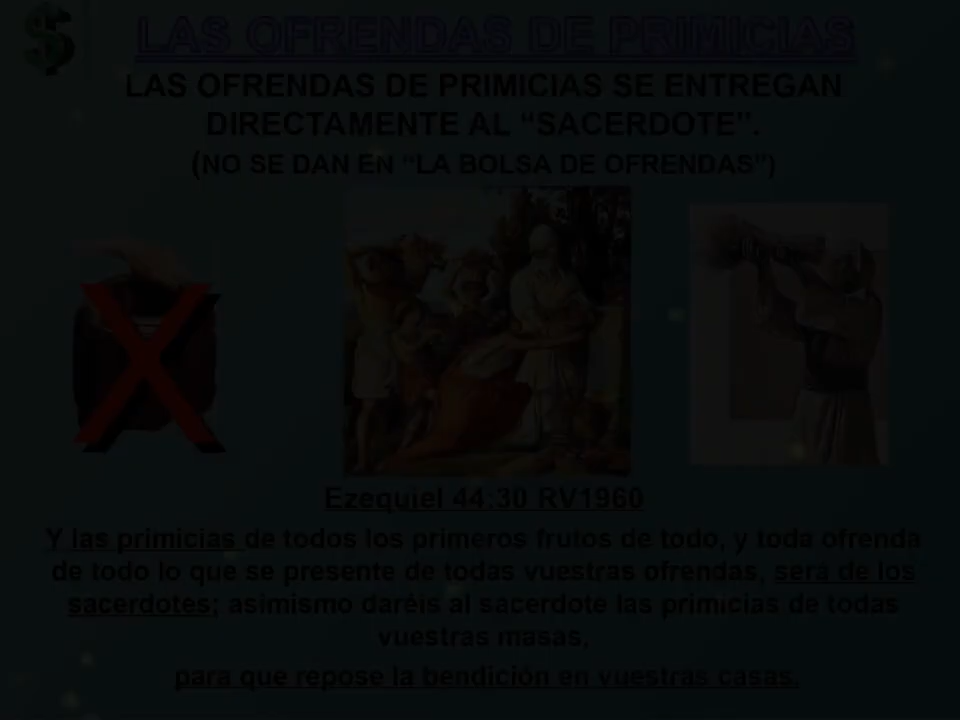 LAS OFRENDAS DE PRIMICIAS
LAS OFRENDAS DE PRIMICIAS SE ENTREGAN
DIRECTAMENTE AL “SACERDOTE”.
(NO SE DAN EN “LA BOLSA DE OFRENDAS”)
Ezequiel 44:30 RV1960
Y las primicias de todos los primeros frutos de todo, y toda ofrenda
de todo lo que se presente de todas vuestras ofrendas, será de los
sacerdotes; asimismo daréis al sacerdote las primicias de todas
vuestras masas,
para que repose la bendición en vuestras casas.